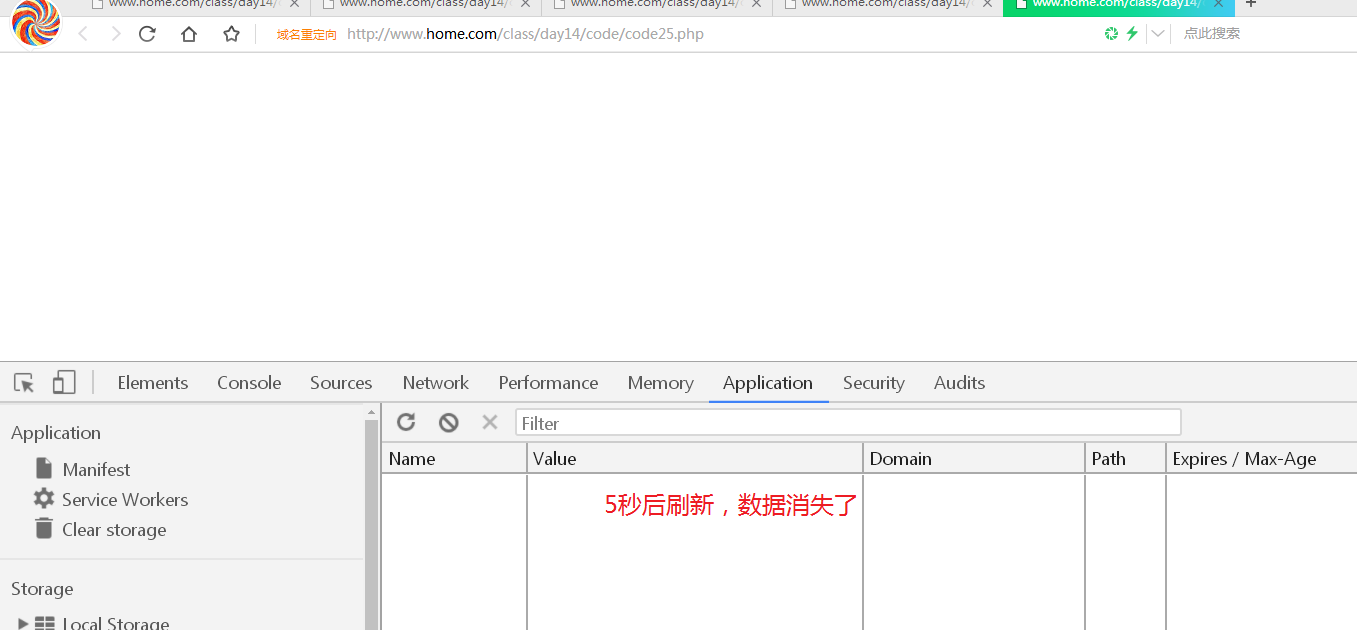 www.home.com/class/day14/ www.home.com/class/day14/ www.home.com/class/day14/ www.home.com/class/day14/ www.home.com/class/day14/
域名重定向 http://www.home.com/class/day14/code/code25.php 点此搜索
Elements Console Sources Network Performance Memory Application Security Audits
Filter
Application
Name Value Domain Path Expires / Max-Age
Manifest
Service Workers
5秒后刷新，数据消失了
Clear storage
Storage
Local Storage